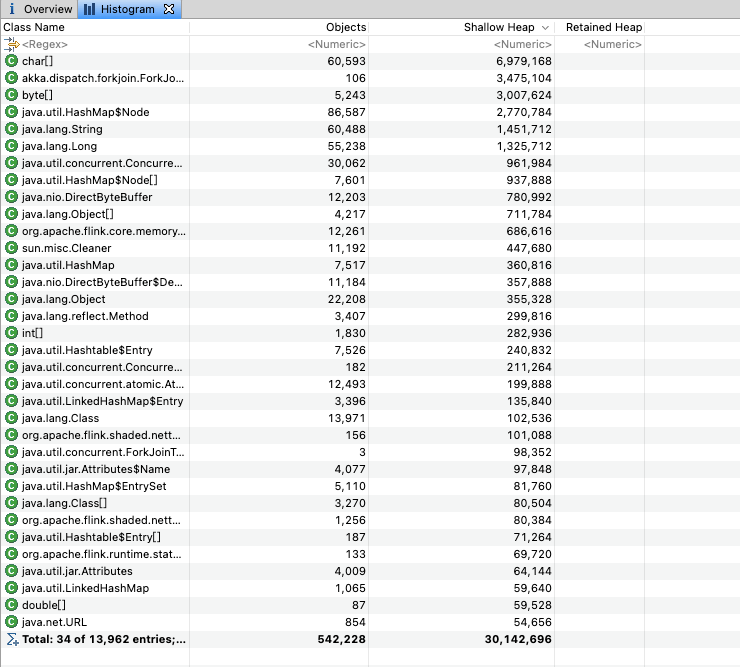 i Overview Histogram
Class Name Objects Shallow Heap Retained Heap
<Regex> <Numeric> <Numeric> <Numeric>
C char[] 60,593 6,979,168
C akka.dispatch.forkjoin.ForkJo... 106 3,475,104
C byte[] 5,243 3,007,624
C java.util.HashMap$Node 86,587 2,770,784
C java.lang.String 60,488 1,451,712
C java.lang.Long 55,238 1,325,712
C java.util.concurrent.Concurre... 30,062 961,984
C java.util.HashMap$Node[] 7,601 937,888
C java.nio.DirectByteBuffer 12,203 780,992
C java.lang.Object[] 4,217 711,784
C org.apache.flink.core.memory... 12,261 686,616
C sun.misc.Cleaner 11,192 447,680
C java.util.HashMap 7,517 360,816
C java.nio.DirectByteBuffer$De... 11,184 357,888
C java.lang.Object 22,208 355,328
C java.lang.reflect.Method 3,407 299,816
C int[] 1,830 282,936
C java.util.Hashtable$Entry 7,526 240,832
C java.util.concurrent.Concurre... 182 211,264
C java.util.concurrent.atomic.At... 12,493 199,888
C java.util.LinkedHashMap$Entry 3,396 135,840
C java.lang.Class 13,971 102,536
C org.apache.flink.shaded.nett... 156 101,088
C java.util.concurrent.ForkJoinT... 3 98,352
C java.util.jar.Attributes$Name 4,077 97,848
C java.util.HashMap$EntrySet 5,110 81,760
C java.lang.Class[] 3,270 80,504
C org.apache.flink.shaded.nett... 1,256 80,384
C java.util.Hashtable$Entry[] 187 71,264
C org.apache.flink.runtime.stat... 133 69,720
C java.util.jar.Attributes 4,009 64,144
C java.util.LinkedHashMap 1,065 59,640
C double[] 87 59,528
C java.net.URL 854 54,656
Total: 34 of 13,962 entries;... 542,228 30,142,696